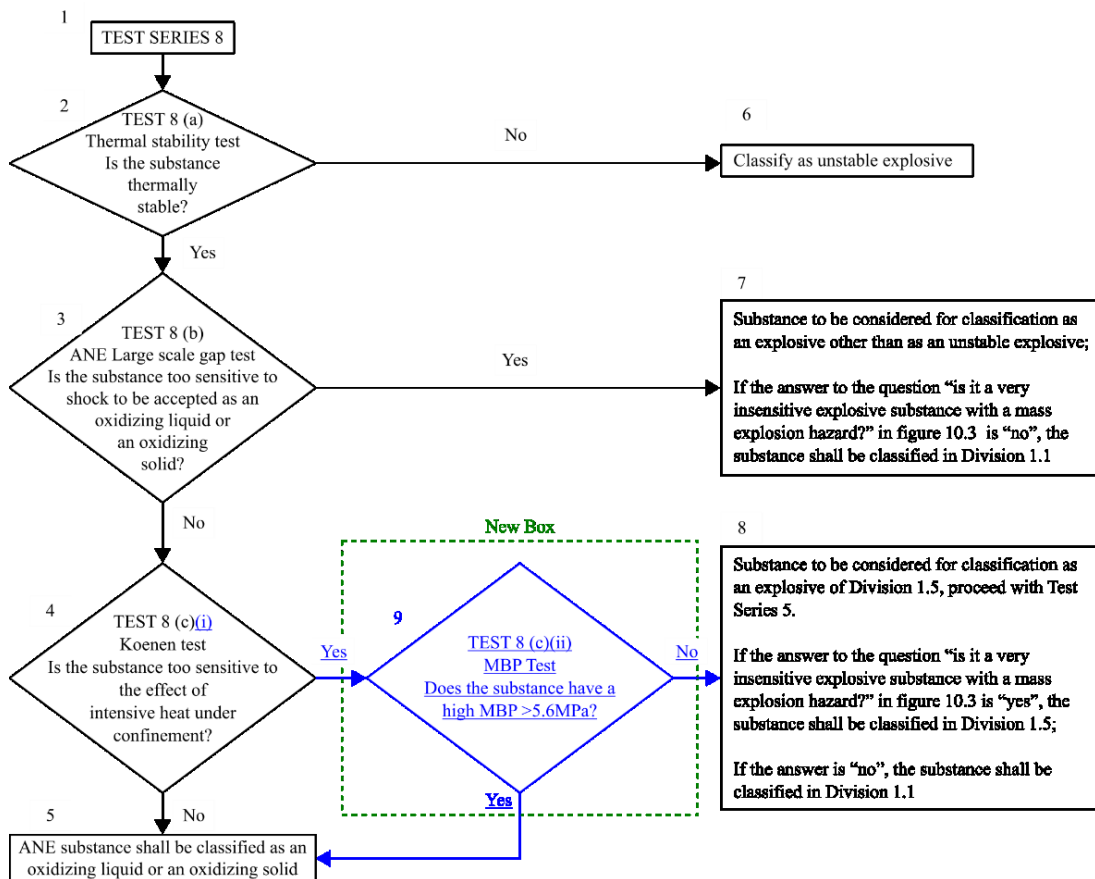 1
TEST SERIES 8
2
TEST 8 (a)
Thermal stability test
Is the substance
thermally
stable?
No
6
Classify as unstable explosive
Yes
3
TEST 8 (b)
ANE Large scale gap test
Is the substance too sensitive to
shock to be accepted as an
oxidizing liquid or
an oxidizing
solid?
Yes
7
Substance to be considered for classification as
an explosive other than as an unstable explosive;
If the answer to the question “is it a very
insensitive explosive substance with a mass
explosion hazard?” in figure 10.3 is “no”, the
substance shall be classified in Division 1.1
No
4
TEST 8 (c)(i)
Koenen test
Is the substance too sensitive to
the effect of
intensive heat under
confinement?
Yes
New Box
9
TEST 8 (c)(ii)
MBP Test
Does the substance have a
high MBP >5.6MPa?
No
Yes
8
Substance to be considered for classification as
an explosive of Division 1.5, proceed with Test
Series 5.
If the answer to the question “is it a very
insensitive explosive substance with a mass
explosion hazard?” in figure 10.3 is “yes”, the
substance shall be classified in Division 1.5;
If the answer is “no”, the substance shall be
classified in Division 1.1
No
5
ANE substance shall be classified as an
oxidizing liquid or an oxidizing solid